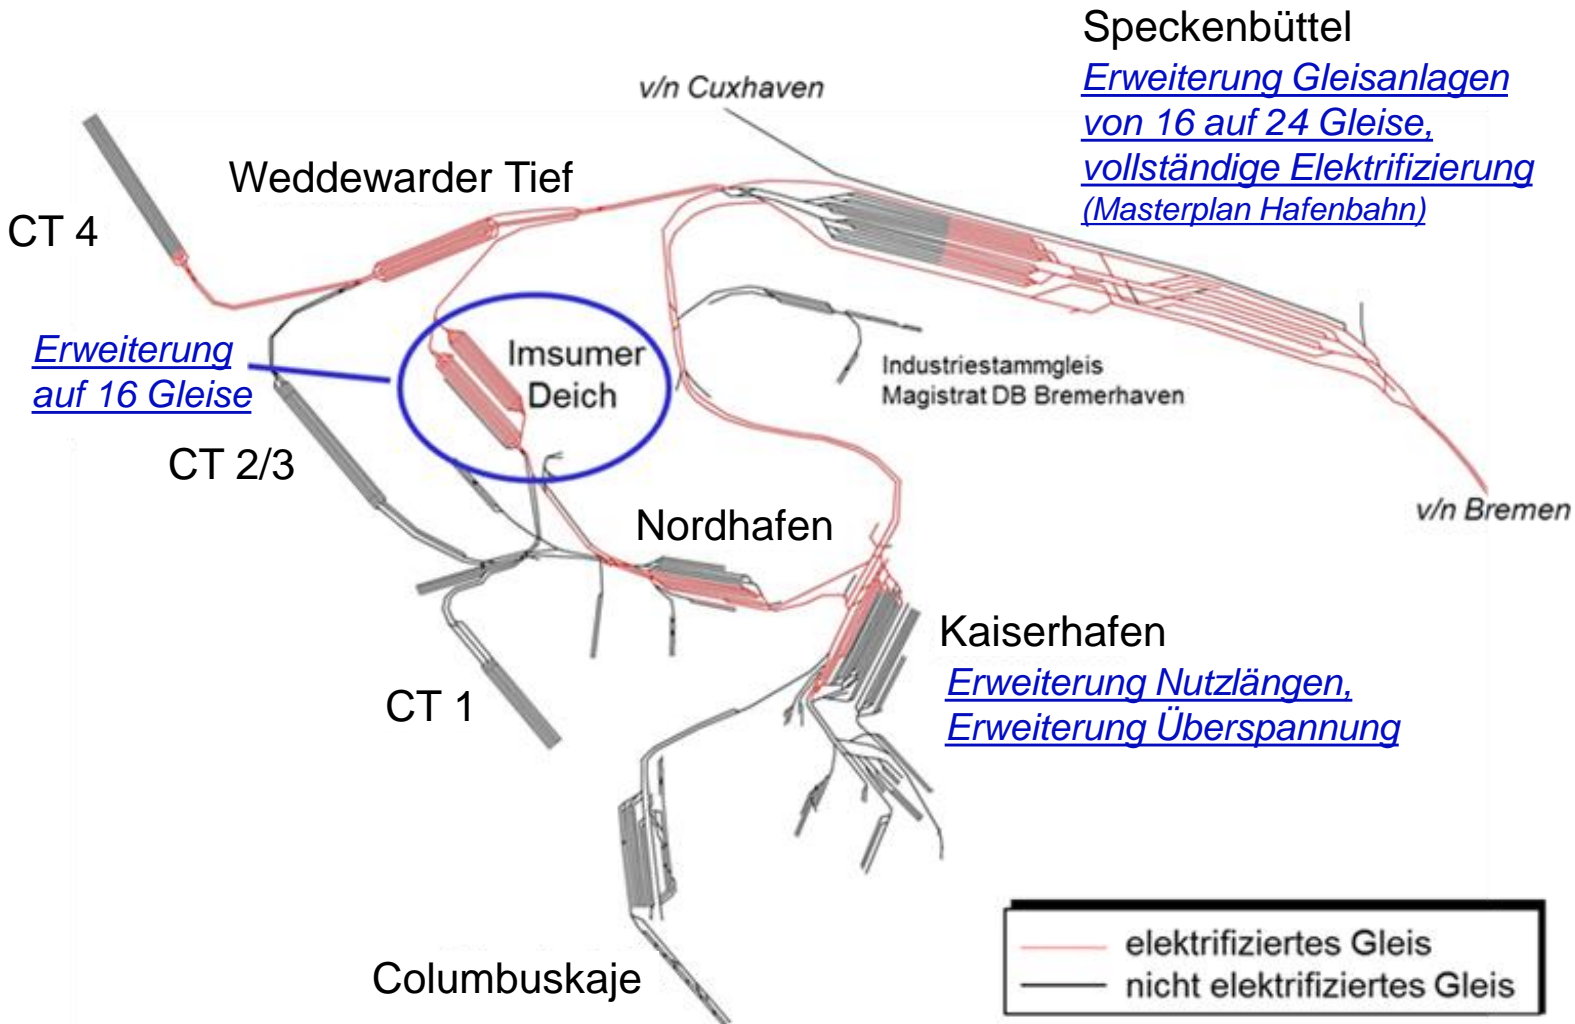 Speckenbüttel
Erweiterung Gleisanlagen
von 16 auf 24 Gleise,
vollständige Elektrifizierung
(Masterplan Hafenbahn)
v/n Cuxhaven
Weddewarder Tief
CT 4
Erweiterung
auf 16 Gleise
Imsumer
Deich
Industriestammgleis
Magistrat DB Bremerhaven
CT 2/3
v/n Bremen
Nordhafen
Kaiserhafen
Erweiterung Nutzlängen,
Erweiterung Überspannung
CT 1
Columbuskaje
elektrifiziertes Gleis
nicht elektrifiziertes Gleis